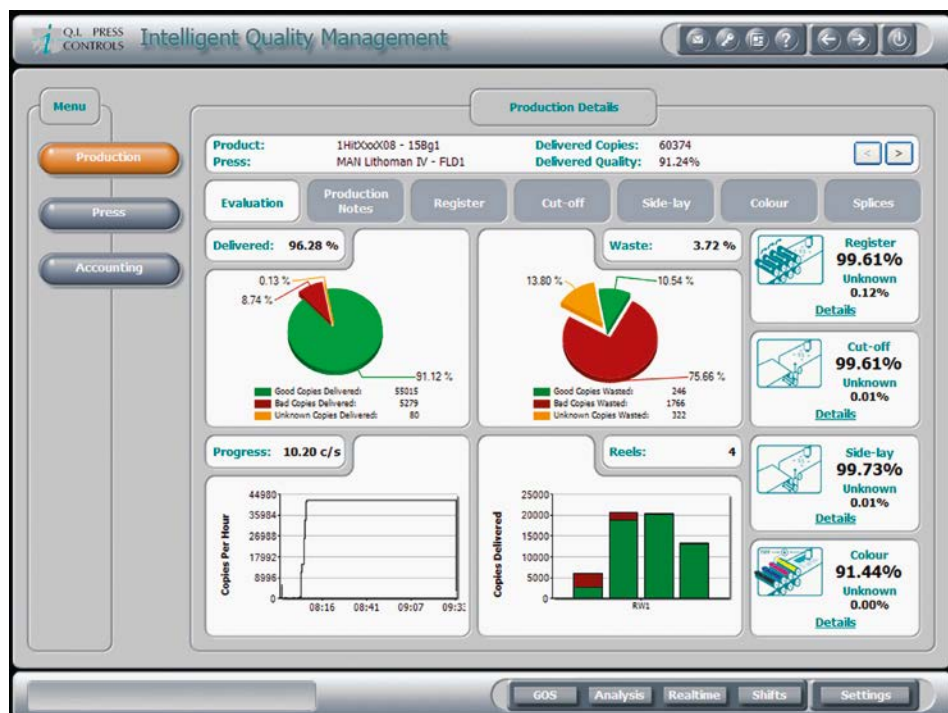 Q.I. PRESS
CONTROLS
Intelligent Quality Management
Menu
Production
Press
Accounting
Production Details
Product: 1HitXxxX08 - 15Bg1 Delivered Copies: 60374
Press: MAN Lithoman IV - FLD1 Delivered Quality: 91.24%
< >
Evaluation
Production
Notes
Register
Cut-off
Side-lay
Colour
Splices
Delivered: 96.28 %
0.13 %
8.74 %
91.12 %
Good Copies Delivered: 55015
Bad Copies Delivered: 5279
Unknown Copies Delivered: 80
Waste: 3.72 %
13.80 %
10.54 %
75.66 %
Good Copies Wasted: 246
Bad Copies Wasted: 1766
Unknown Copies Wasted: 322
Register
99.61%
Unknown
0.12%
Details
Cut-off
99.61%
Unknown
0.01%
Details
Side-lay
99.73%
Unknown
0.01%
Details
Colour
91.44%
Unknown
0.00%
Details
Progress: 10.20 c/s
Copies Per Hour
44980
35984
26988
17992
8996
0
08:16 08:41 09:07 09:33
Reels: 4
Copies Delivered
25000
20000
15000
10000
5000
0
RW1
GOS Analysis Realtime Shifts Settings